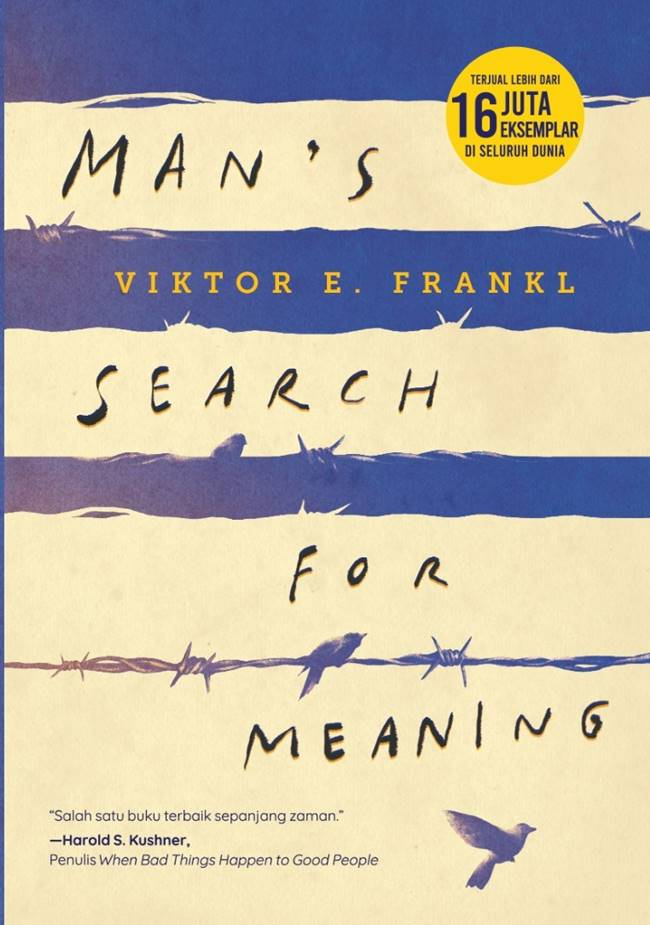 TERJUAL LEBIH DARI
16 JUTA
EKSEMPLAR
DI SELURUH DUNIA
MAN'S
VIKTOR E. FRANKL
SEARCH
FOR
MEANING
“Salah satu buku terbaik sepanjang zaman.”
—Harold S. Kushner,
Penulis When Bad Things Happen to Good People